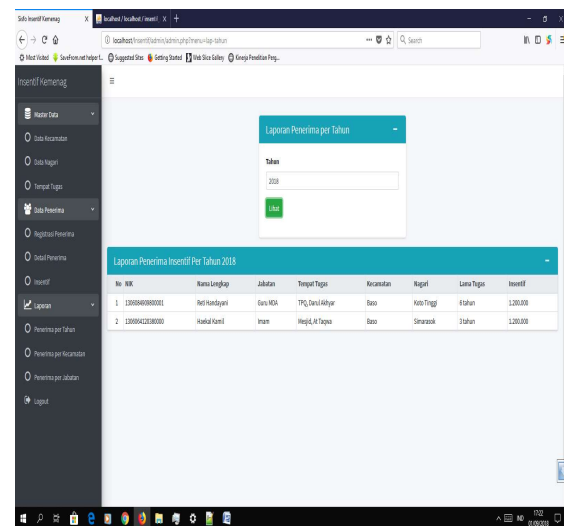 Sisfo Insentif Kemenag
localhost / localhost / insentif
localhost/insentif/admin/admin.php?menu=lap-tahun
Search
Most Visited SaveFrom.net helper t... Suggested Sites Getting Started Web Slice Gallery Kinerja Penelitian Perg...
Insentif Kemenag
Master Data
Data Kecamatan
Data Nagari
Tempat Tugas
Data Penerima
Registrasi Penerima
Detail Penerima
Insentif
Laporan
Penerima per Tahun
Penerima per Kecamatan
Penerima per Jabatan
Logout
Laporan Penerima per Tahun
Tahun
2018
Lihat
Laporan Penerima Insentif Per Tahun 2018
No NIK Nama Lengkap Jabatan Tempat Tugas Kecamatan Nagari Lama Tugas Insentif
1 Reti Handayani Guru MDA TPQ, Darul Akhyar Baso Koto Tinggi 6 tahun 1.200.000
2 Haekal Kamil Imam Mesjid, At Taqwa Baso Simarasok 3 tahun 1.200.000
IND 17:02
01/09/2018